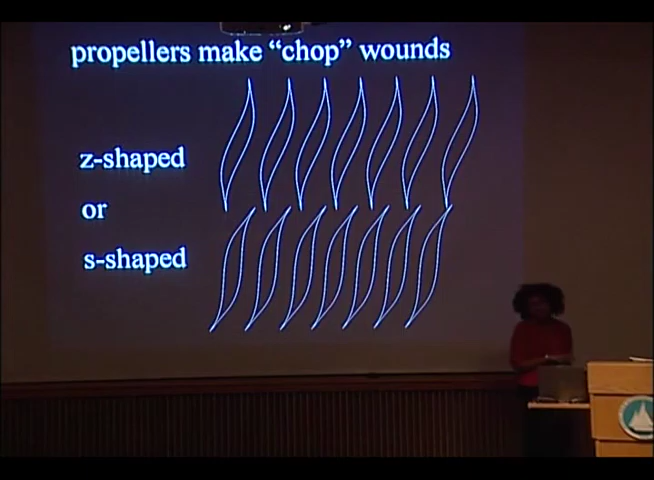 propellers make “chop” wounds
z-shaped
or
s-shaped